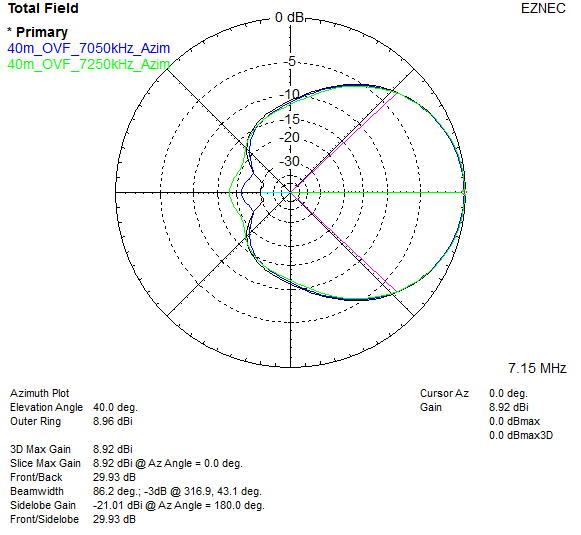 Total Field
EZNEC
* Primary
40m_OVF_7050kHz_Azim
40m_OVF_7250kHz_Azim
0 dB
-5
-10
-15
-20
-30
7.15 MHz
Azimuth Plot
Elevation Angle 40.0 deg.
Outer Ring 8.96 dBi
Cursor Az 0.0 deg.
Gain 8.92 dBi
0.0 dBmax
0.0 dBmax3D
3D Max Gain 8.92 dBi
Slice Max Gain 8.92 dBi @ Az Angle = 0.0 deg.
Front/Back 29.93 dB
Beamwidth 86.2 deg.; -3dB @ 316.9, 43.1 deg.
Sidelobe Gain -21.01 dBi @ Az Angle = 180.0 deg.
Front/Sidelobe 29.93 dB